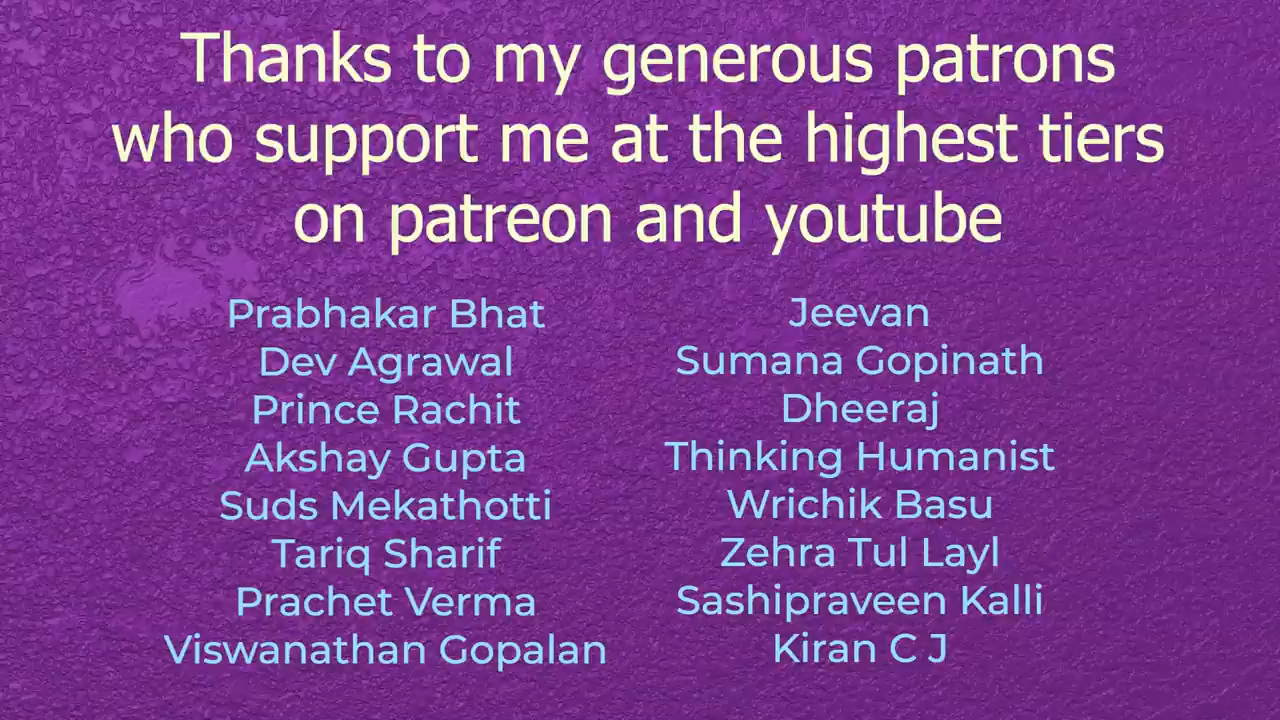 Thanks to my generous patrons
who support me at the highest tiers
on patreon and youtube
Prabhakar Bhat
Dev Agrawal
Prince Rachit
Akshay Gupta
Suds Mekathotti
Tariq Sharif
Prachet Verma
Viswanathan Gopalan
Jeevan
Sumana Gopinath
Dheeraj
Thinking Humanist
Wrichik Basu
Zehra Tul Layl
Sashipraveen Kalli
Kiran C J